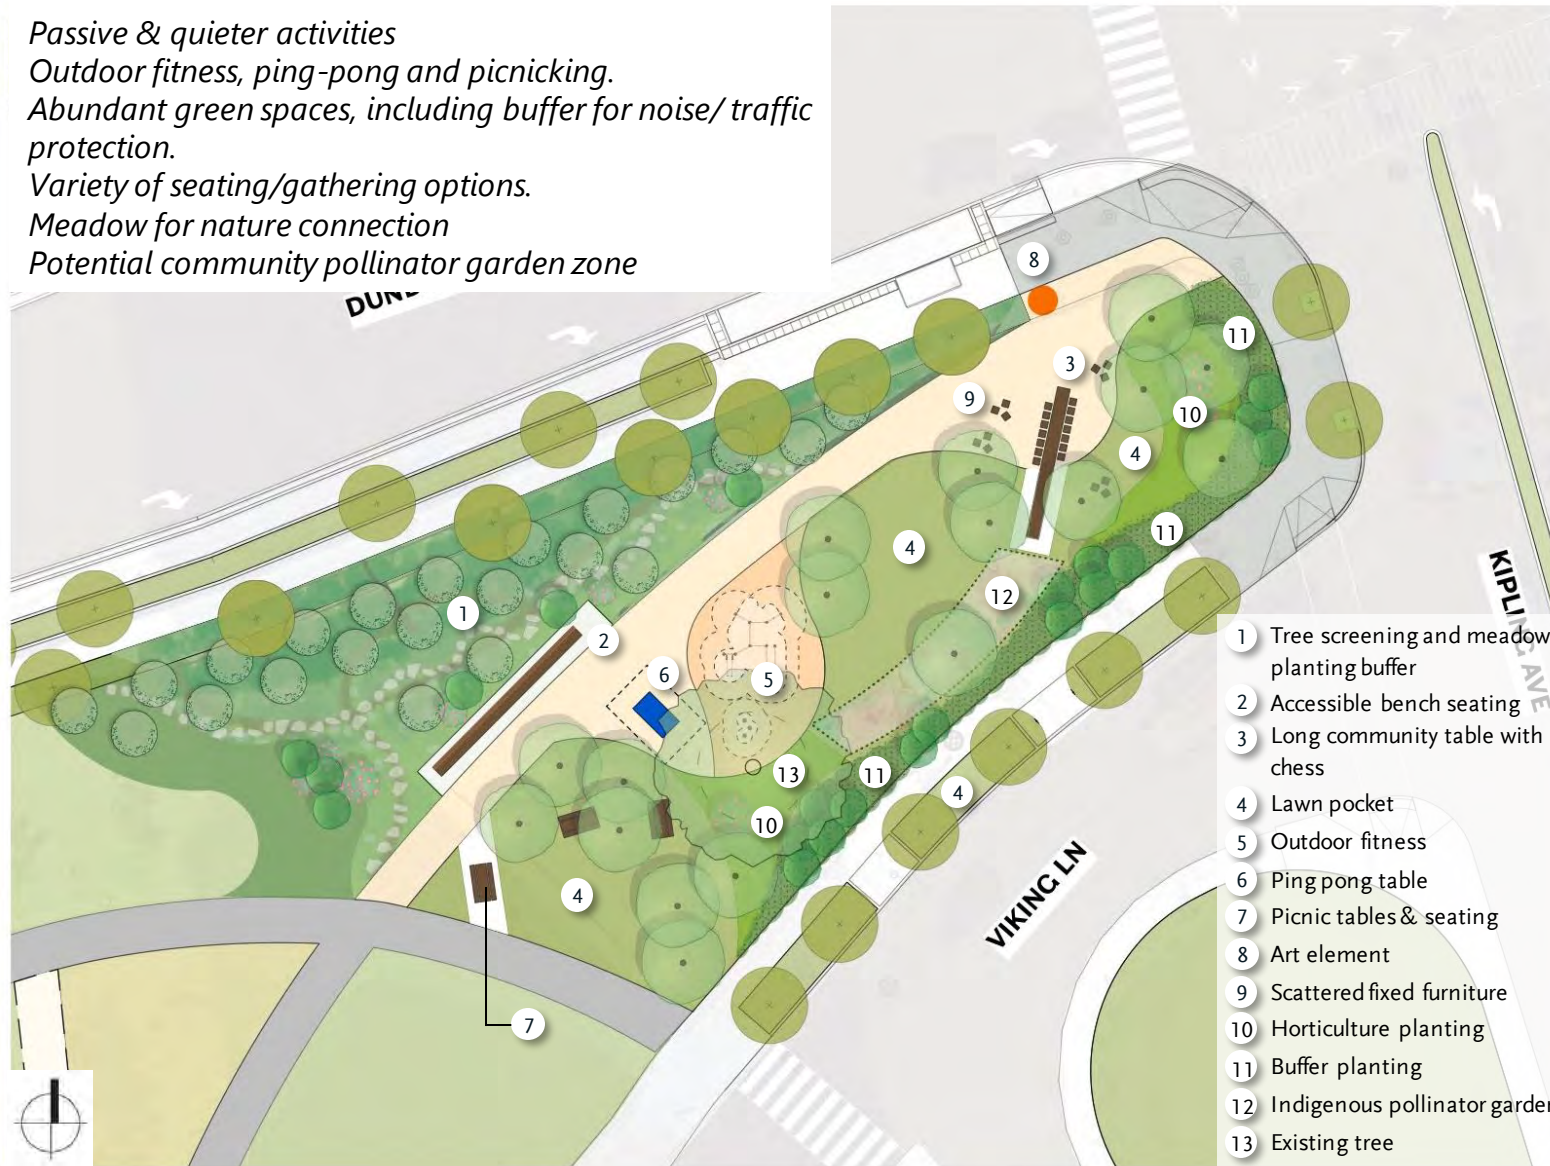 Passive & quieter activities
Outdoor fitness, ping-pong and picnicking.
Abundant green spaces, including buffer for noise/ traffic
protection.
Variety of seating/gathering options.
Meadow for nature connection
Potential community pollinator garden zone
8
11
3
9
10
4
11
4
12
1
2
6
5
13
11
4
10
4
7
VIKING LN
KIPLING AVE
1 Tree screening and meadow
planting buffer
2 Accessible bench seating
3 Long community table with
chess
4 Lawn pocket
5 Outdoor fitness
6 Ping pong table
7 Picnic tables & seating
8 Art element
9 Scattered fixed furniture
10 Horticulture planting
11 Buffer planting
12 Indigenous pollinator garden
13 Existing tree